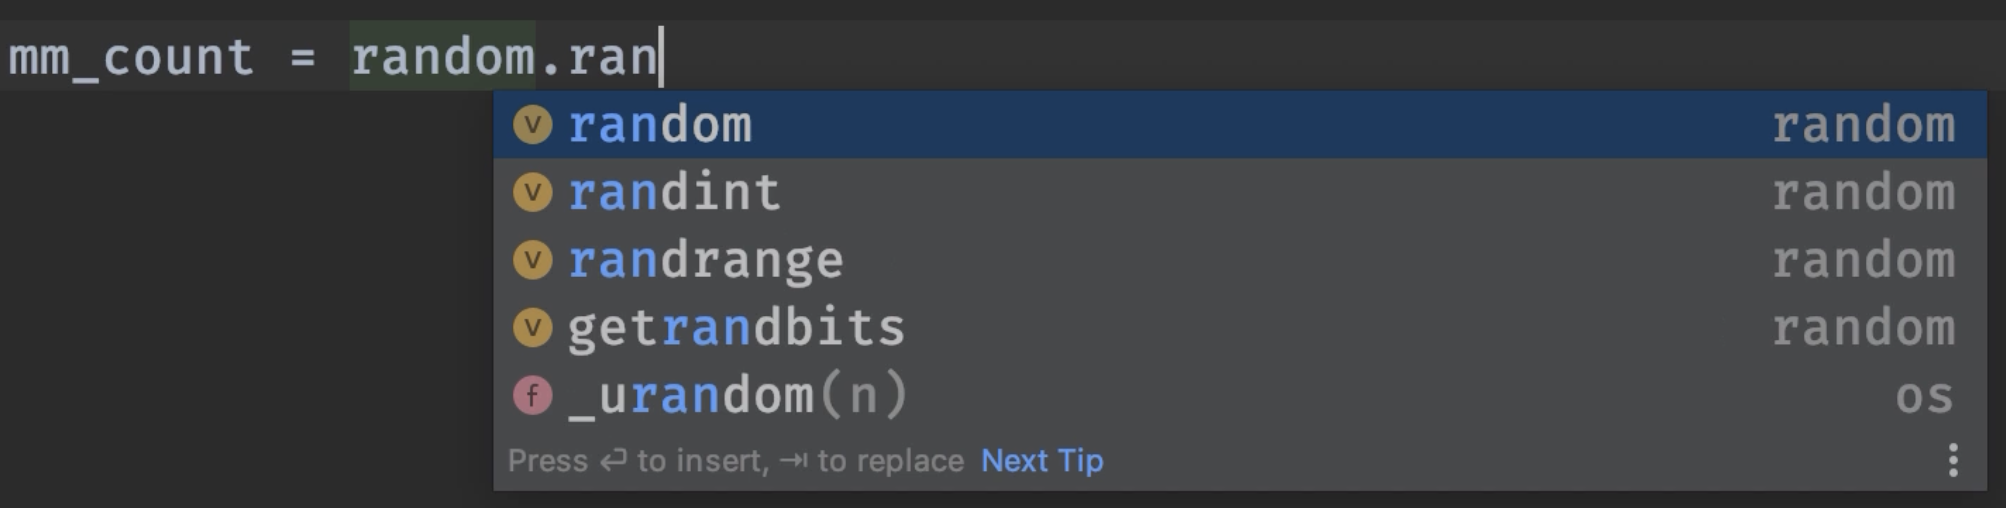 mm_count = random.ran
v random random
v randint random
v randrange random
v getrandbits random
f _urandom(n) os
Press ↩ to insert, ⇥ to replace Next Tip